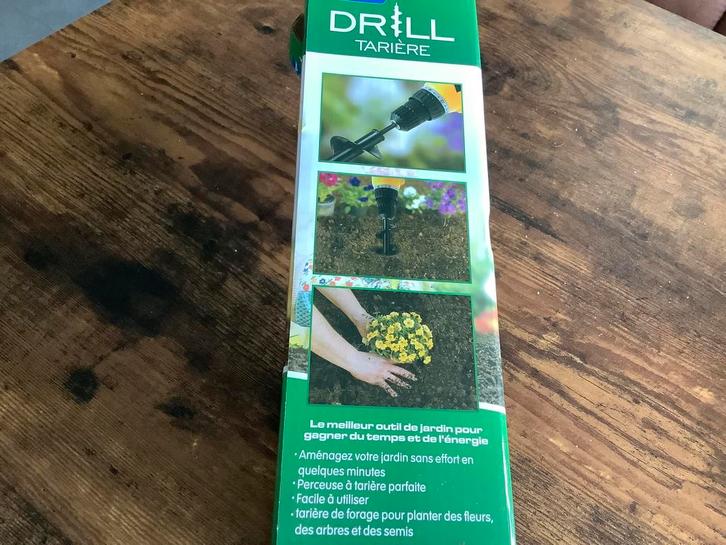 DRILL
TARIÈRE
Le meilleur outil de jardin pour
gagner du temps et de l'énergie
· Aménagez votre jardin sans effort en
quelques minutes
· Perceuse à tarière parfaite
· Facile à utiliser
· tarière de forage pour planter des fleurs,
des arbres et des semis